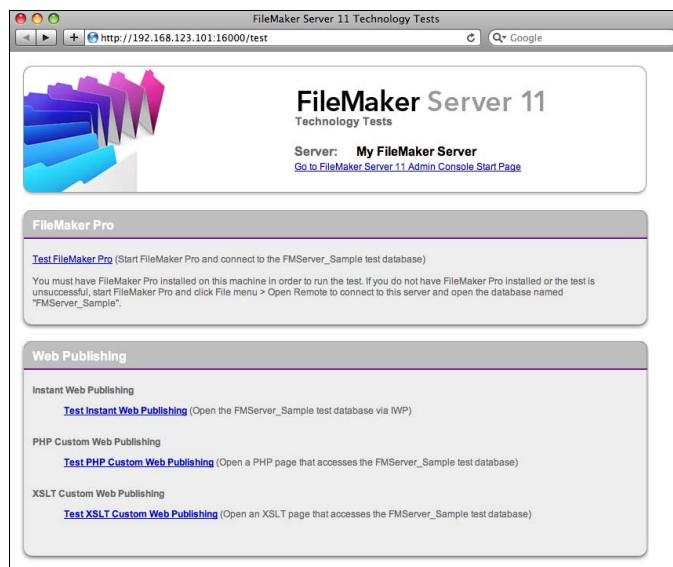 FileMaker Server 11 Technology Tests
http://192.168.123.101:16000/test
Google
FileMaker Server 11
Technology Tests
Server: My FileMaker Server
Go to FileMaker Server 11 Admin Console Start Page
FileMaker Pro
Test FileMaker Pro (Start FileMaker Pro and connect to the FMServer_Sample test database)
You must have FileMaker Pro installed on this machine in order to run the test. If you do not have FileMaker Pro installed or the test is
unsuccessful, start FileMaker Pro and click File menu > Open Remote to connect to this server and open the database named
"FMServer_Sample".
Web Publishing
Instant Web Publishing
Test Instant Web Publishing (Open the FMServer_Sample test database via IWP)
PHP Custom Web Publishing
Test PHP Custom Web Publishing (Open a PHP page that accesses the FMServer_Sample test database)
XSLT Custom Web Publishing
Test XSLT Custom Web Publishing (Open an XSLT page that accesses the FMServer_Sample test database)